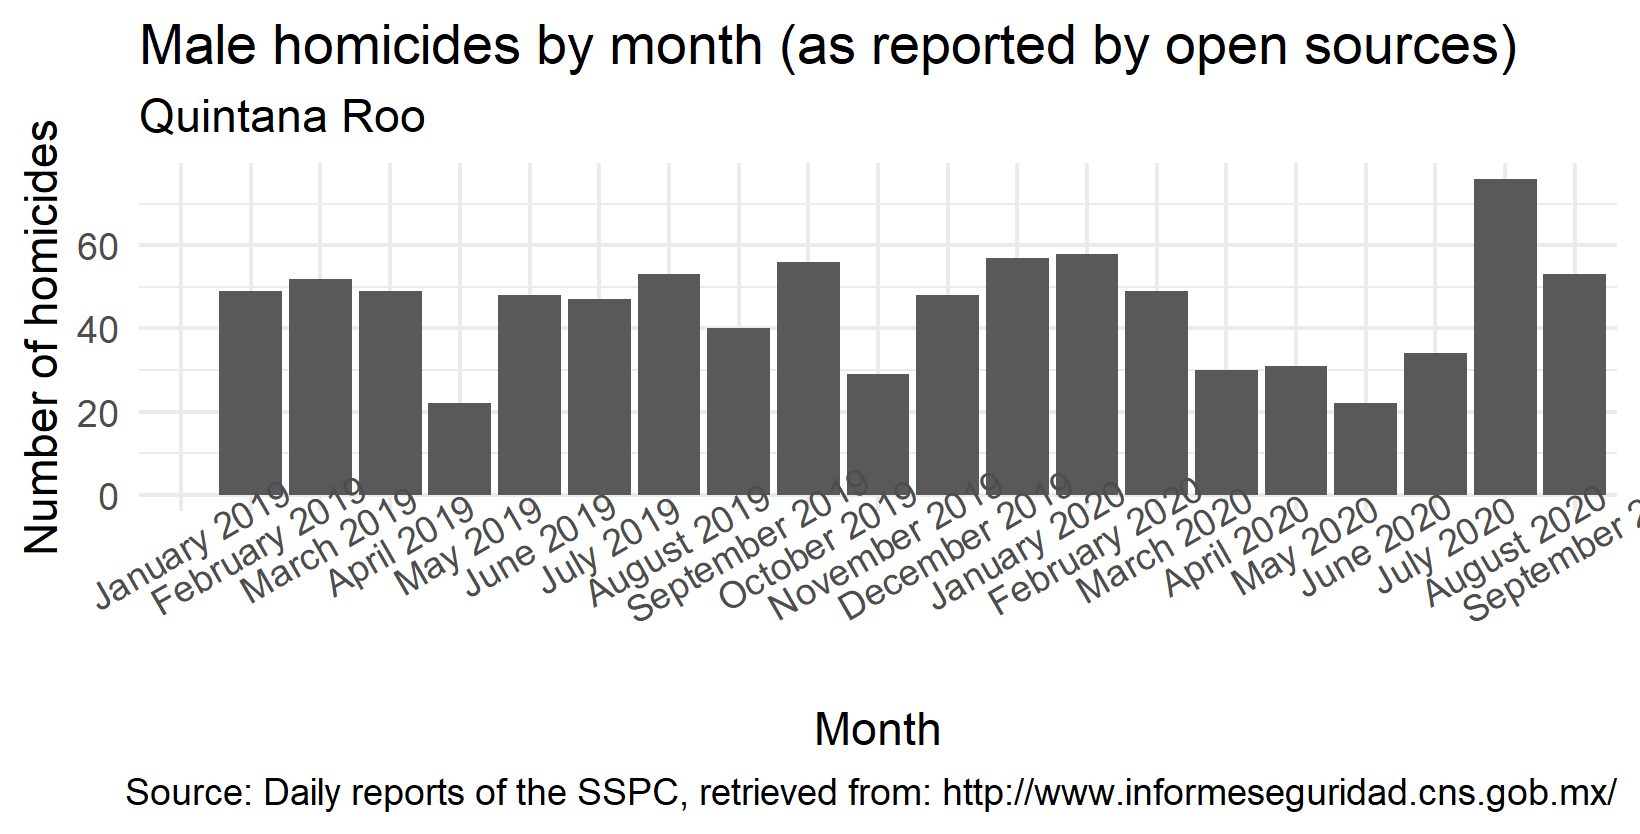 Male homicides by month (as reported by open sources)
Quintana Roo
Number of homicides
60
40
20
0
January 2019
February 2019
March 2019
April 2019
May 2019
June 2019
July 2019
August 2019
September 2019
October 2019
November 2019
December 2019
January 2020
February 2020
March 2020
April 2020
May 2020
June 2020
July 2020
August 2020
September 2
Month
Source: Daily reports of the SSPC, retrieved from: http://www.informeseguridad.cns.gob.mx/